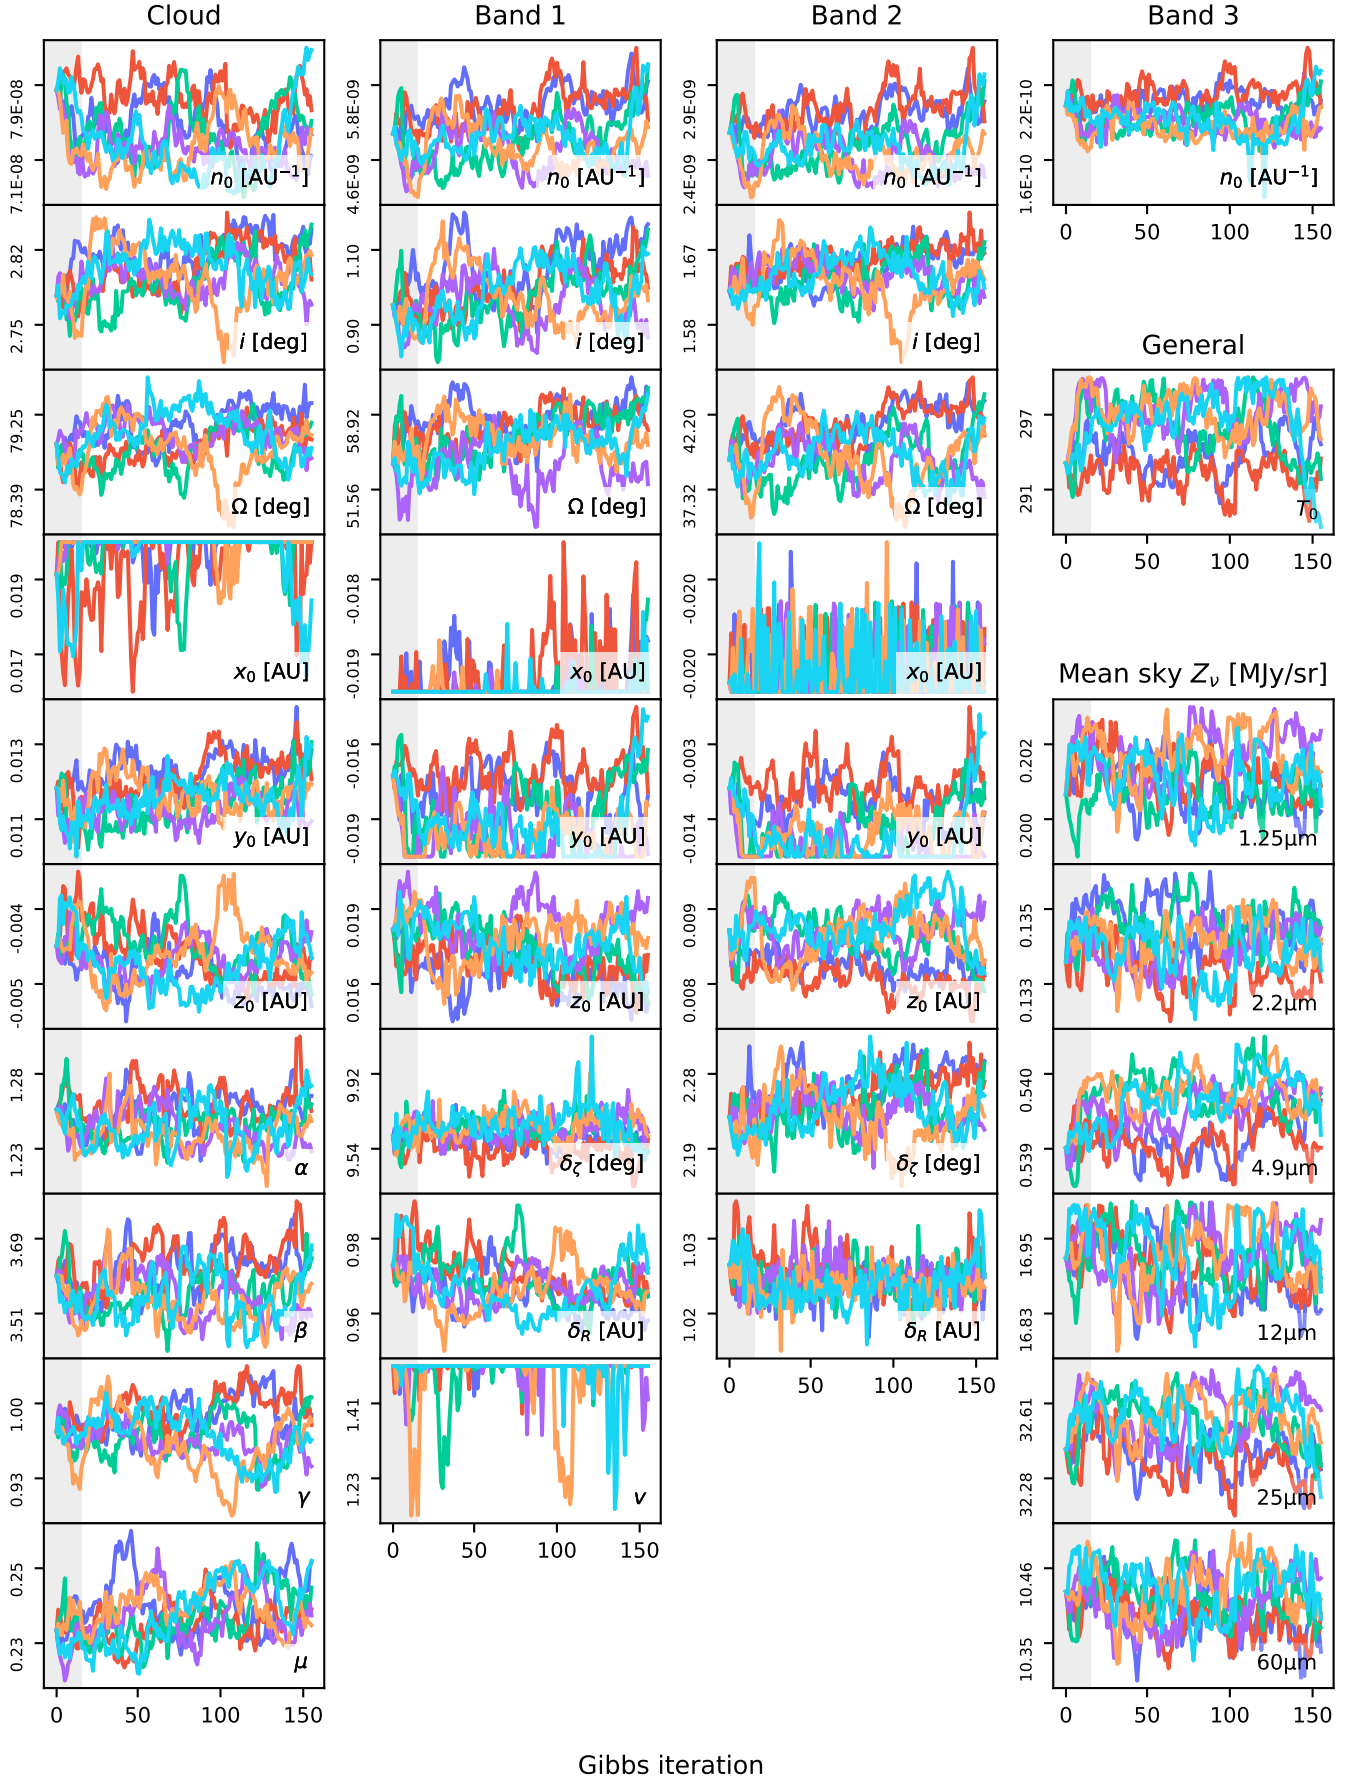 Cloud
Band 1
Band 2
Band 3
7.9E-08
7.1E-08
n₀ [AU⁻¹]
5.8E-09
4.6E-09
n₀ [AU⁻¹]
2.9E-09
2.4E-09
n₀ [AU⁻¹]
2.2E-10
1.6E-10
n₀ [AU⁻¹]
0 50 100 150
2.82
2.75
i [deg]
1.10
0.90
i [deg]
1.67
1.58
i [deg]
General
79.25
78.39
Ω [deg]
58.92
51.56
Ω [deg]
42.20
37.32
Ω [deg]
297
291
T₀
0 50 100 150
0.019
0.017
x₀ [AU]
-0.018
-0.019
x₀ [AU]
-0.020
-0.020
x₀ [AU]
Mean sky Zν [MJy/sr]
0.013
0.011
y₀ [AU]
-0.016
-0.019
y₀ [AU]
-0.003
-0.014
y₀ [AU]
0.202
0.200
1.25µm
-0.004
-0.005
z₀ [AU]
0.019
0.016
z₀ [AU]
0.009
0.008
z₀ [AU]
0.135
0.133
2.2µm
1.28
1.23
α
9.92
9.54
δζ [deg]
2.28
2.19
δζ [deg]
0.540
0.539
4.9µm
3.69
3.51
β
0.98
0.96
δR [AU]
1.03
1.02
δR [AU]
0 50 100 150
16.95
16.83
12µm
1.00
0.93
γ
1.41
1.23
v
0 50 100 150
32.61
32.28
25µm
0.25
0.23
μ
0 50 100 150
10.46
10.35
60µm
0 50 100 150
Gibbs iteration